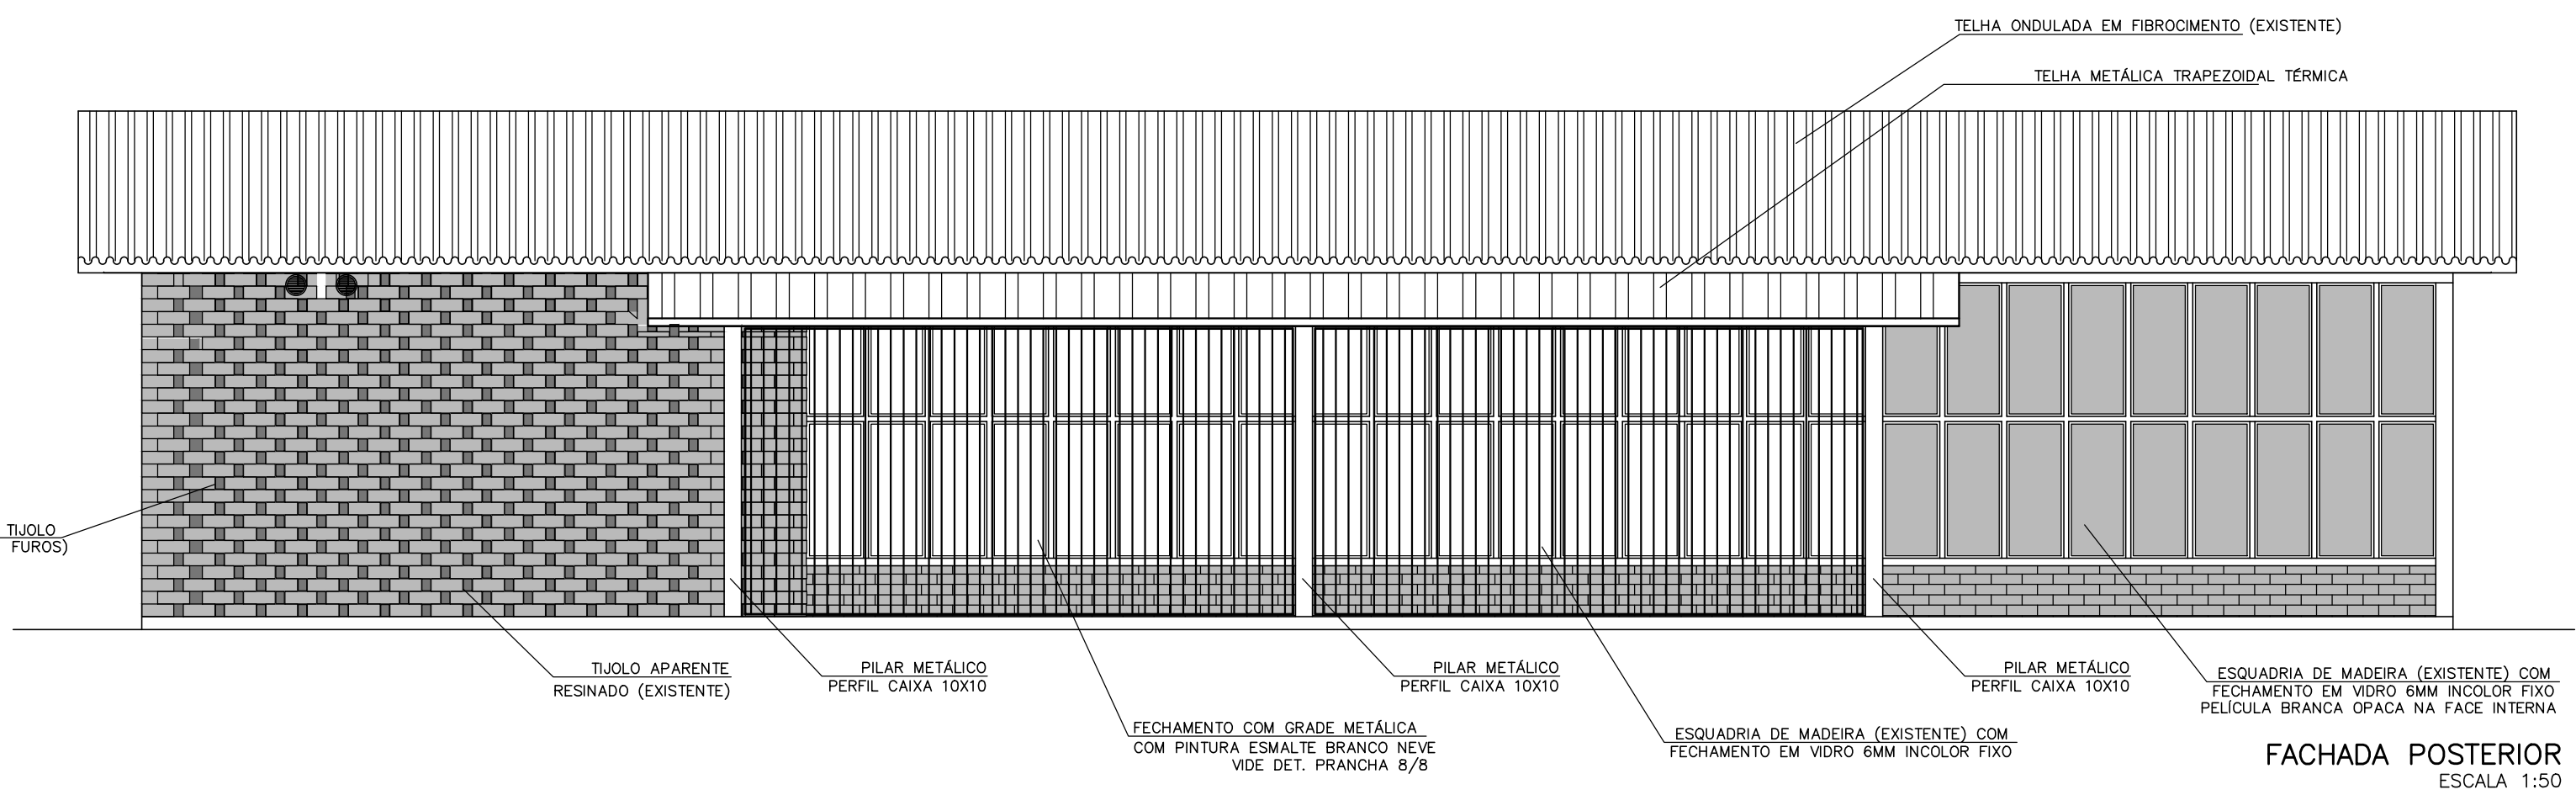 TELHA ONDULADA EM FIBROCIMENTO (EXISTENTE)
TELHA METÁLICA TRAPEZOIDAL TÉRMICA
TIJOLO
FUROS)
TIJOLO APARENTE
RESINADO (EXISTENTE)
PILAR METÁLICO
PERFIL CAIXA 10X10
FECHAMENTO COM GRADE METÁLICA
COM PINTURA ESMALTE BRANCO NEVE
VIDE DET. PRANCHA 8/8
PILAR METÁLICO
PERFIL CAIXA 10X10
ESQUADRIA DE MADEIRA (EXISTENTE) COM
FECHAMENTO EM VIDRO 6MM INCOLOR FIXO
PILAR METÁLICO
PERFIL CAIXA 10X10
ESQUADRIA DE MADEIRA (EXISTENTE) COM
FECHAMENTO EM VIDRO 6MM INCOLOR FIXO
PELÍCULA BRANCA OPACA NA FACE INTERNA
FACHADA POSTERIOR
ESCALA 1:50